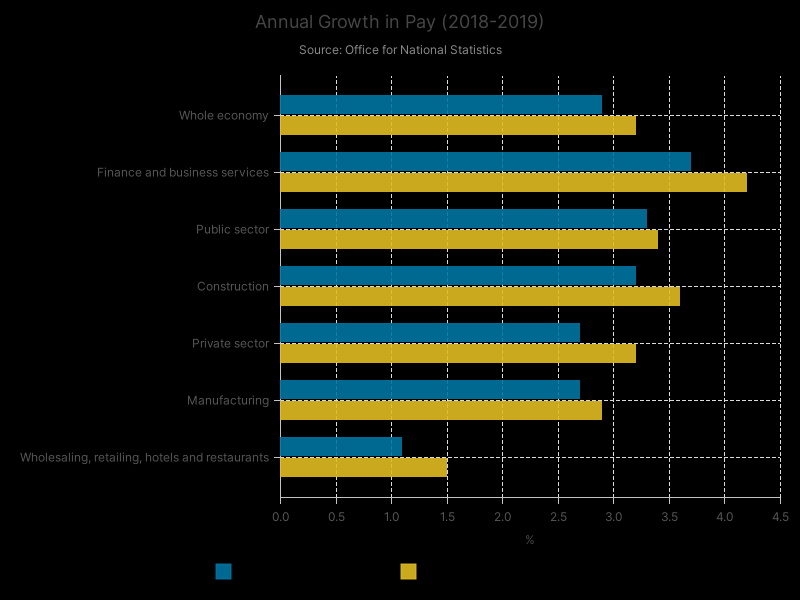 Annual Growth in Pay (2018-2019)
Source: Office for National Statistics
Whole economy
Finance and business services
Public sector
Construction
Private sector
Manufacturing
Wholesaling, retailing, hotels and restaurants
0.0 0.5 1.0 1.5 2.0 2.5 3.0 3.5 4.0 4.5
%